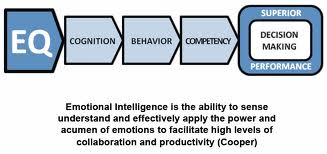 EQ
COGNITION
BEHAVIOR
COMPETENCY
SUPERIOR
DECISION
MAKING
PERFORMANCE
Emotional Intelligence is the ability to sense
understand and effectively apply the power and
acumen of emotions to facilitate high levels of
collaboration and productivity (Cooper)